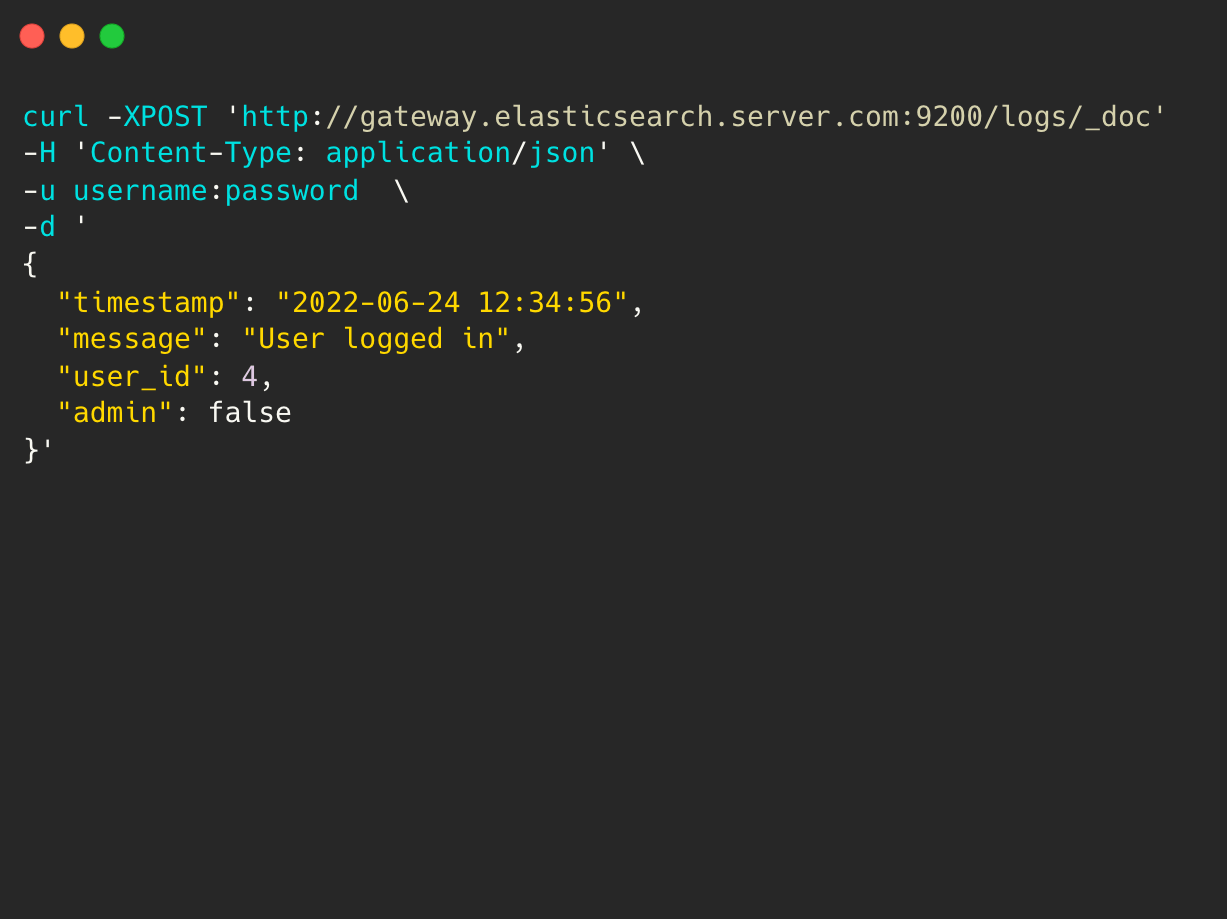 curl -XPOST 'http://gateway.elasticsearch.server.com:9200/logs/_doc'
-H 'Content-Type: application/json' \
-u username:password  \
-d '
{
  "timestamp": "2022-06-24 12:34:56",
  "message": "User logged in",
  "user_id": 4,
  "admin": false
}'